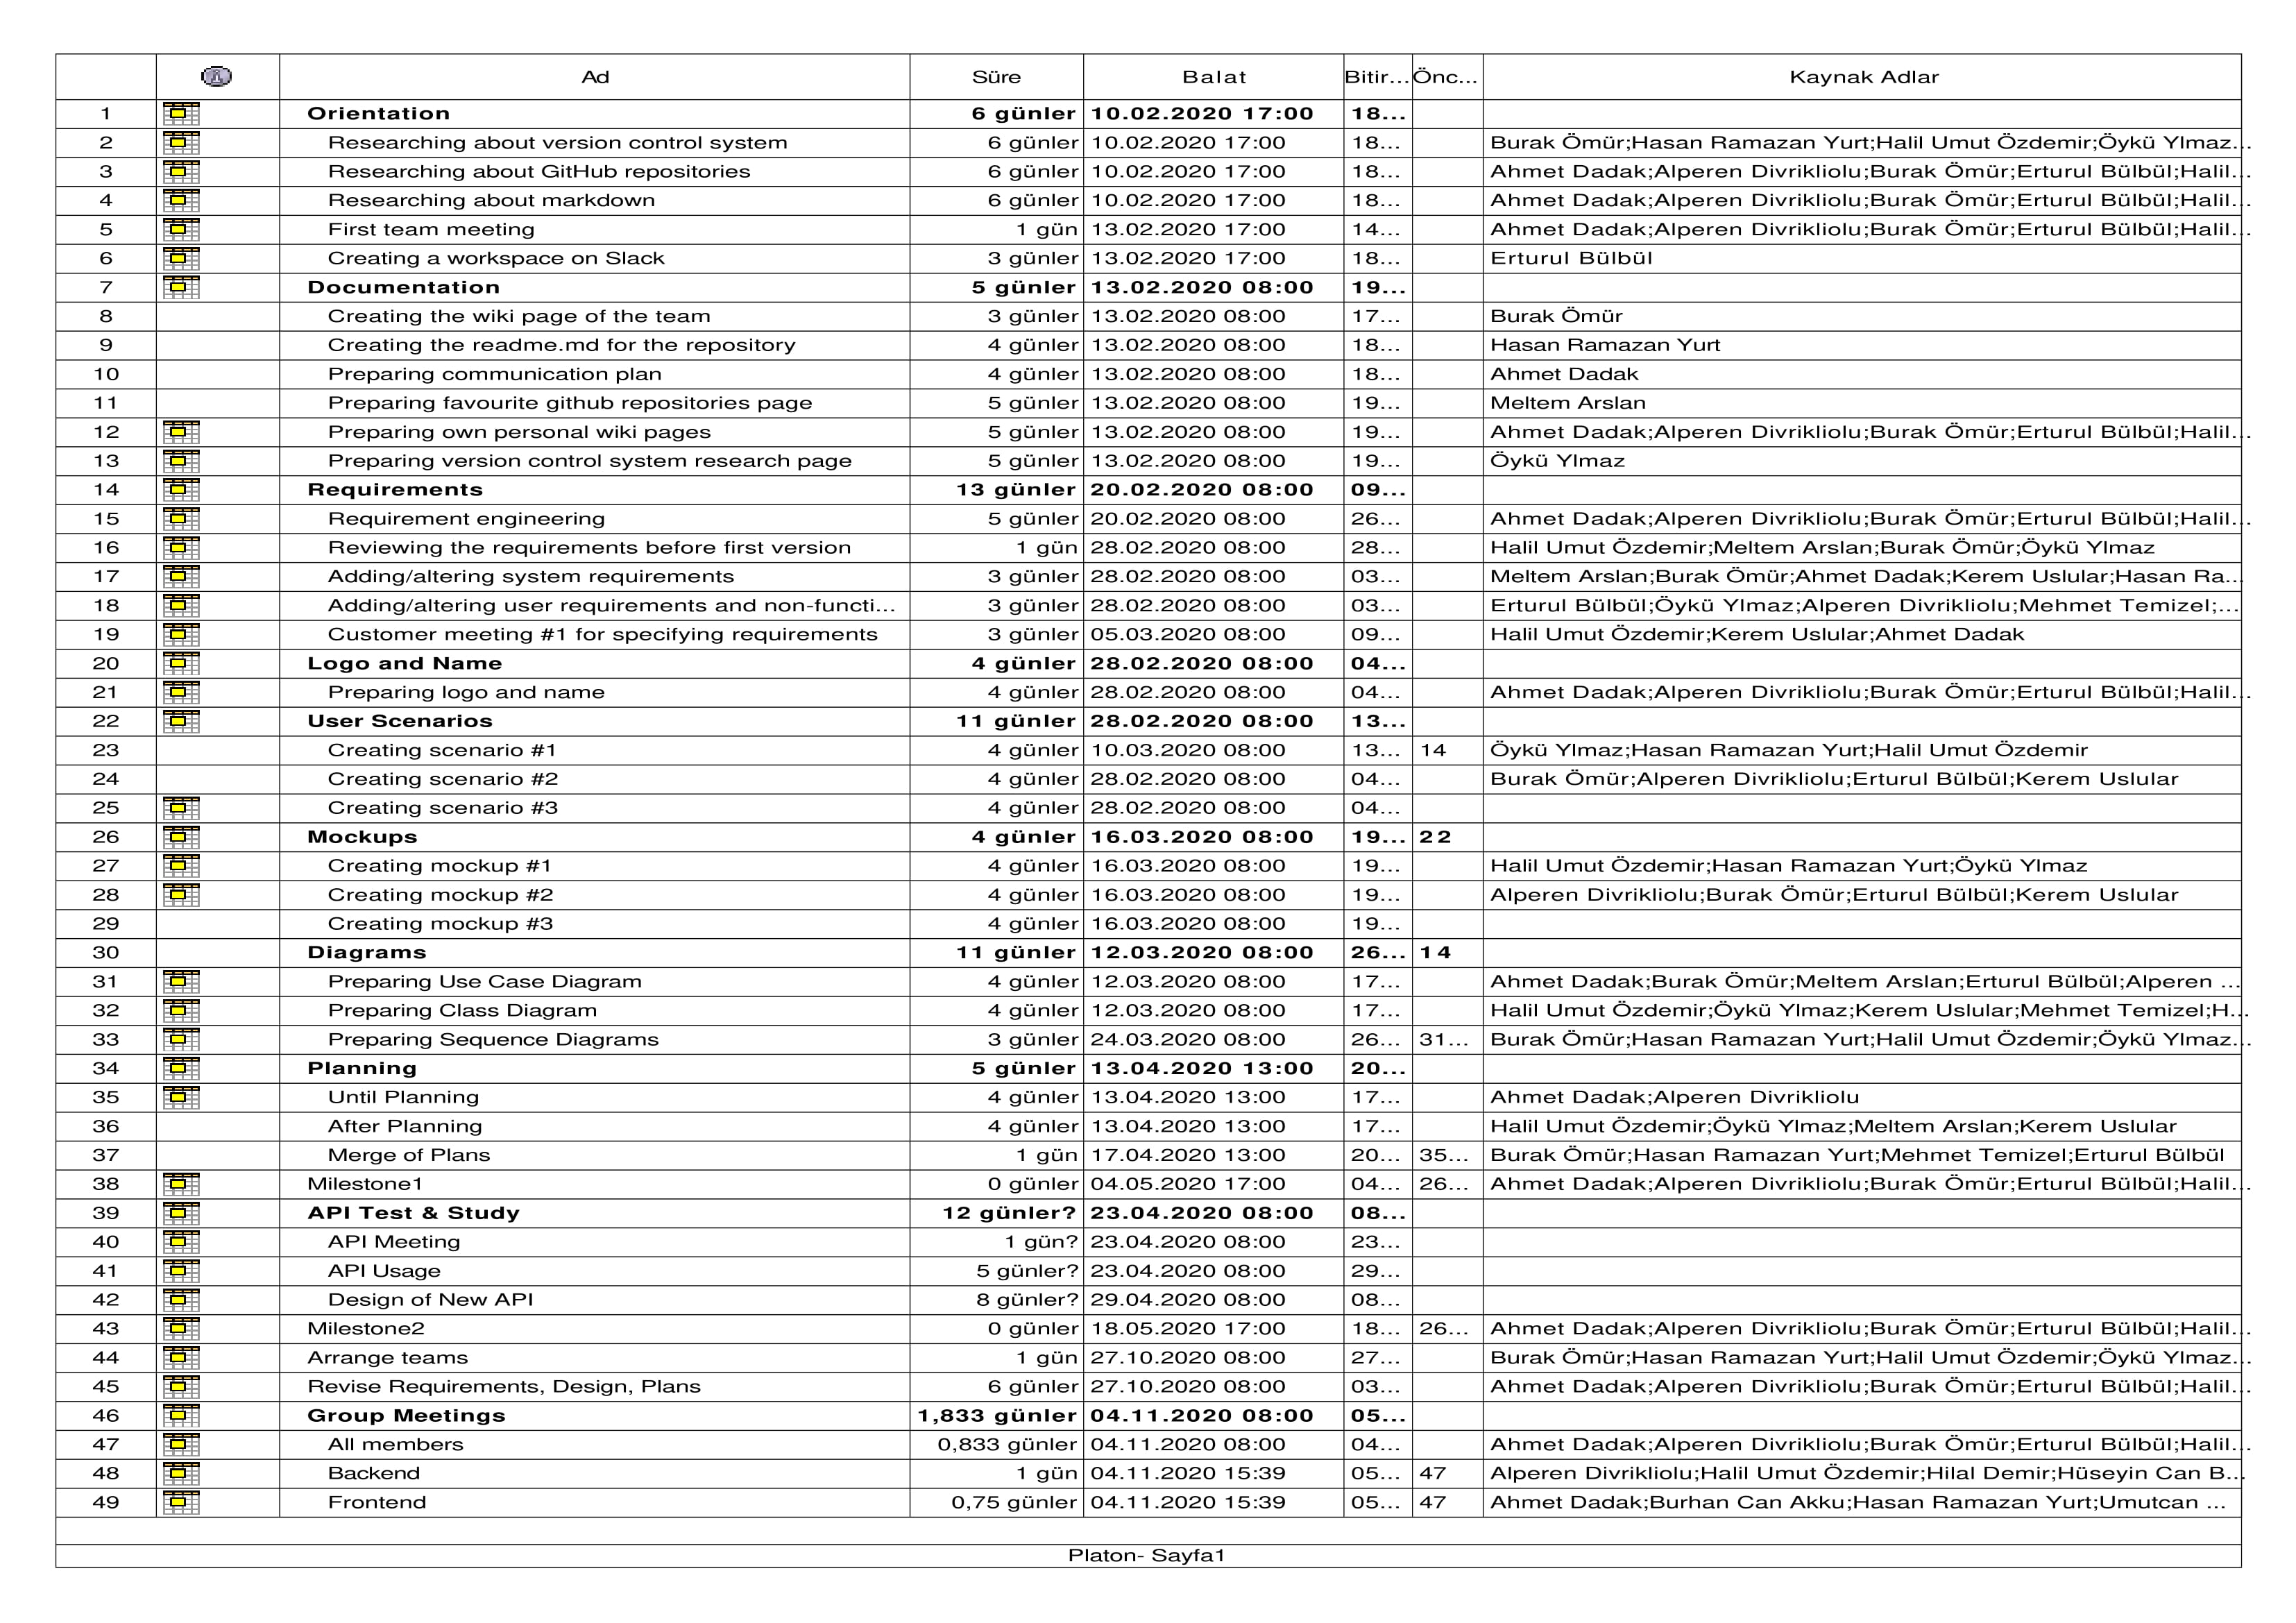 Ad Süre Balat Bitir... Önc... Kaynak Adlar
1 Orientation 6 günler 10.02.2020 17:00 18...
2 Researching about version control system 6 günler 10.02.2020 17:00 18... Burak Ömür;Hasan Ramazan Yurt;Halil Umut Özdemir;Öykü Ylmaz...
3 Researching about GitHub repositories 6 günler 10.02.2020 17:00 18... Ahmet Dadak;Alperen Divrikliolu;Burak Ömür;Erturul Bülbül;Halil...
4 Researching about markdown 6 günler 10.02.2020 17:00 18... Ahmet Dadak;Alperen Divrikliolu;Burak Ömür;Erturul Bülbül;Halil...
5 First team meeting 1 gün 13.02.2020 17:00 14... Ahmet Dadak;Alperen Divrikliolu;Burak Ömür;Erturul Bülbül;Halil...
6 Creating a workspace on Slack 3 günler 13.02.2020 17:00 18... Erturul Bülbül
7 Documentation 5 günler 13.02.2020 08:00 19...
8 Creating the wiki page of the team 3 günler 13.02.2020 08:00 17... Burak Ömür
9 Creating the readme.md for the repository 4 günler 13.02.2020 08:00 18... Hasan Ramazan Yurt
10 Preparing communication plan 4 günler 13.02.2020 08:00 18... Ahmet Dadak
11 Preparing favourite github repositories page 5 günler 13.02.2020 08:00 19... Meltem Arslan
12 Preparing own personal wiki pages 5 günler 13.02.2020 08:00 19... Ahmet Dadak;Alperen Divrikliolu;Burak Ömür;Erturul Bülbül;Halil...
13 Preparing version control system research page 5 günler 13.02.2020 08:00 19... Öykü Ylmaz
14 Requirements 13 günler 20.02.2020 08:00 09...
15 Requirement engineering 5 günler 20.02.2020 08:00 26... Ahmet Dadak;Alperen Divrikliolu;Burak Ömür;Erturul Bülbül;Halil...
16 Reviewing the requirements before first version 1 gün 28.02.2020 08:00 28... Halil Umut Özdemir;Meltem Arslan;Burak Ömür;Öykü Ylmaz
17 Adding/altering system requirements 3 günler 28.02.2020 08:00 03... Meltem Arslan;Burak Ömür;Ahmet Dadak;Kerem Uslular;Hasan Ra...
18 Adding/altering user requirements and non-functi... 3 günler 28.02.2020 08:00 03... Erturul Bülbül;Öykü Ylmaz;Alperen Divrikliolu;Mehmet Temizel;...
19 Customer meeting #1 for specifying requirements 3 günler 05.03.2020 08:00 09... Halil Umut Özdemir;Kerem Uslular;Ahmet Dadak
20 Logo and Name 4 günler 28.02.2020 08:00 04...
21 Preparing logo and name 4 günler 28.02.2020 08:00 04... Ahmet Dadak;Alperen Divrikliolu;Burak Ömür;Erturul Bülbül;Halil...
22 User Scenarios 11 günler 28.02.2020 08:00 13...
23 Creating scenario #1 4 günler 10.03.2020 08:00 13... 14 Öykü Ylmaz;Hasan Ramazan Yurt;Halil Umut Özdemir
24 Creating scenario #2 4 günler 28.02.2020 08:00 04... Burak Ömür;Alperen Divrikliolu;Erturul Bülbül;Kerem Uslular
25 Creating scenario #3 4 günler 28.02.2020 08:00 04...
26 Mockups 4 günler 16.03.2020 08:00 19... 22
27 Creating mockup #1 4 günler 16.03.2020 08:00 19... Halil Umut Özdemir;Hasan Ramazan Yurt;Öykü Ylmaz
28 Creating mockup #2 4 günler 16.03.2020 08:00 19... Alperen Divrikliolu;Burak Ömür;Erturul Bülbül;Kerem Uslular
29 Creating mockup #3 4 günler 16.03.2020 08:00 19...
30 Diagrams 11 günler 12.03.2020 08:00 26... 14
31 Preparing Use Case Diagram 4 günler 12.03.2020 08:00 17... Ahmet Dadak;Burak Ömür;Meltem Arslan;Erturul Bülbül;Alperen ...
32 Preparing Class Diagram 4 günler 12.03.2020 08:00 17... Halil Umut Özdemir;Öykü Ylmaz;Kerem Uslular;Mehmet Temizel;H...
33 Preparing Sequence Diagrams 3 günler 24.03.2020 08:00 26... 31... Burak Ömür;Hasan Ramazan Yurt;Halil Umut Özdemir;Öykü Ylmaz...
34 Planning 5 günler 13.04.2020 13:00 20...
35 Until Planning 4 günler 13.04.2020 13:00 17... Ahmet Dadak;Alperen Divrikliolu
36 After Planning 4 günler 13.04.2020 13:00 17... Halil Umut Özdemir;Öykü Ylmaz;Meltem Arslan;Kerem Uslular
37 Merge of Plans 1 gün 17.04.2020 13:00 20... 35... Burak Ömür;Hasan Ramazan Yurt;Mehmet Temizel;Erturul Bülbül
38 Milestone1 0 günler 04.05.2020 17:00 04... 26... Ahmet Dadak;Alperen Divrikliolu;Burak Ömür;Erturul Bülbül;Halil...
39 API Test & Study 12 günler? 23.04.2020 08:00 08...
40 API Meeting 1 gün? 23.04.2020 08:00 23...
41 API Usage 5 günler? 23.04.2020 08:00 29...
42 Design of New API 8 günler? 29.04.2020 08:00 08...
43 Milestone2 0 günler 18.05.2020 17:00 18... 26... Ahmet Dadak;Alperen Divrikliolu;Burak Ömür;Erturul Bülbül;Halil...
44 Arrange teams 1 gün 27.10.2020 08:00 27... Burak Ömür;Hasan Ramazan Yurt;Halil Umut Özdemir;Öykü Ylmaz...
45 Revise Requirements, Design, Plans 6 günler 27.10.2020 08:00 03... Ahmet Dadak;Alperen Divrikliolu;Burak Ömür;Erturul Bülbül;Halil...
46 Group Meetings 1,833 günler 04.11.2020 08:00 05...
47 All members 0,833 günler 04.11.2020 08:00 04... Ahmet Dadak;Alperen Divrikliolu;Burak Ömür;Erturul Bülbül;Halil...
48 Backend 1 gün 04.11.2020 15:39 05... 47 Alperen Divrikliolu;Halil Umut Özdemir;Hilal Demir;Hüseyin Can B...
49 Frontend 0,75 günler 04.11.2020 15:39 05... 47 Ahmet Dadak;Burhan Can Akku;Hasan Ramazan Yurt;Umutcan ...
Platon- Sayfa1